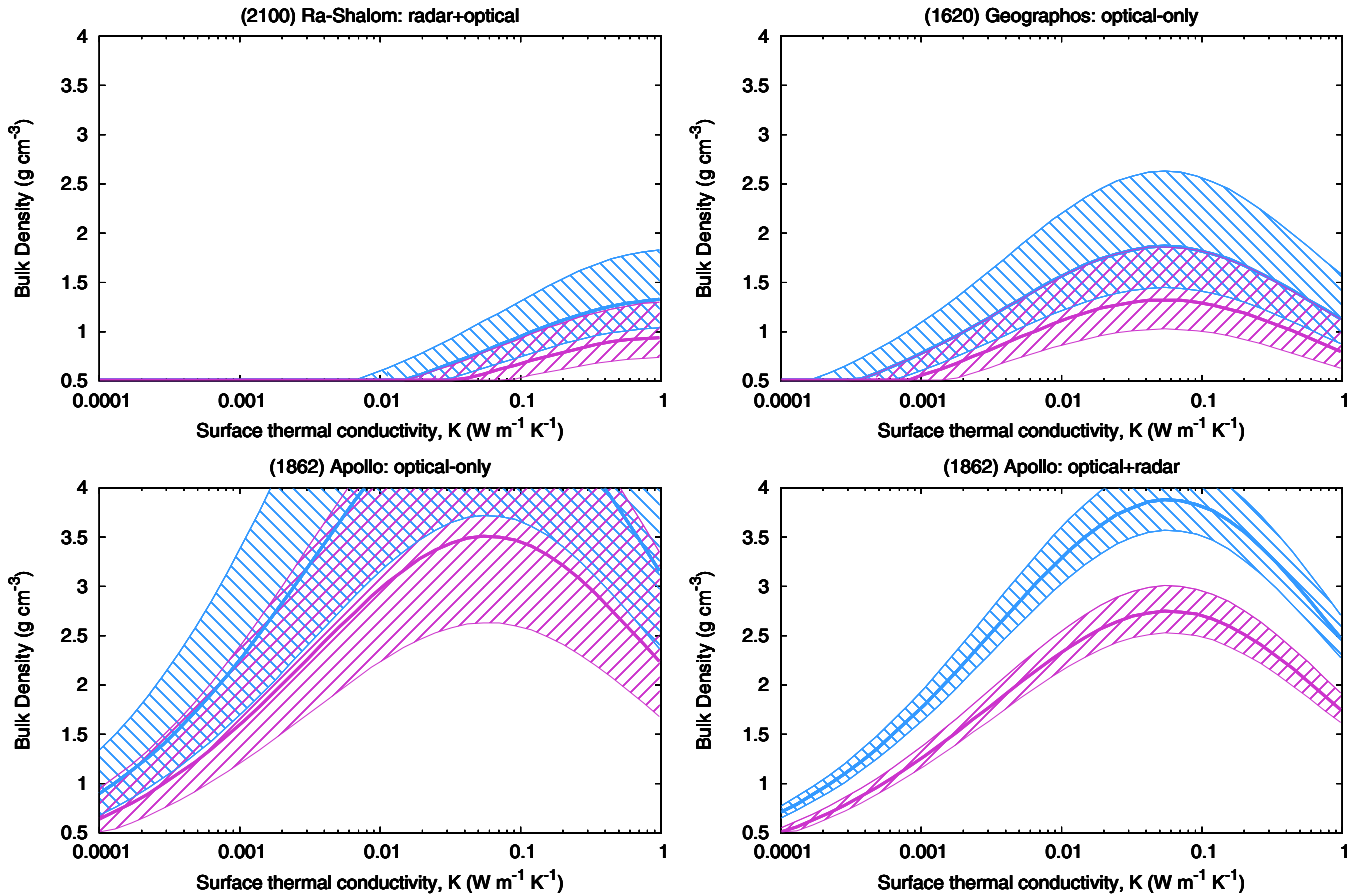 (2100) Ra-Shalom: radar+optical
4
3.5
3
2.5
2
1.5
1
0.5
Bulk Density (g cm⁻³)
0.0001 0.001 0.01 0.1 1
Surface thermal conductivity, K (W m⁻¹ K⁻¹)
(1620) Geographos: optical-only
4
3.5
3
2.5
2
1.5
1
0.5
Bulk Density (g cm⁻³)
0.0001 0.001 0.01 0.1 1
Surface thermal conductivity, K (W m⁻¹ K⁻¹)
(1862) Apollo: optical-only
4
3.5
3
2.5
2
1.5
1
0.5
Bulk Density (g cm⁻³)
0.0001 0.001 0.01 0.1 1
Surface thermal conductivity, K (W m⁻¹ K⁻¹)
(1862) Apollo: optical+radar
4
3.5
3
2.5
2
1.5
1
0.5
Bulk Density (g cm⁻³)
0.0001 0.001 0.01 0.1 1
Surface thermal conductivity, K (W m⁻¹ K⁻¹)